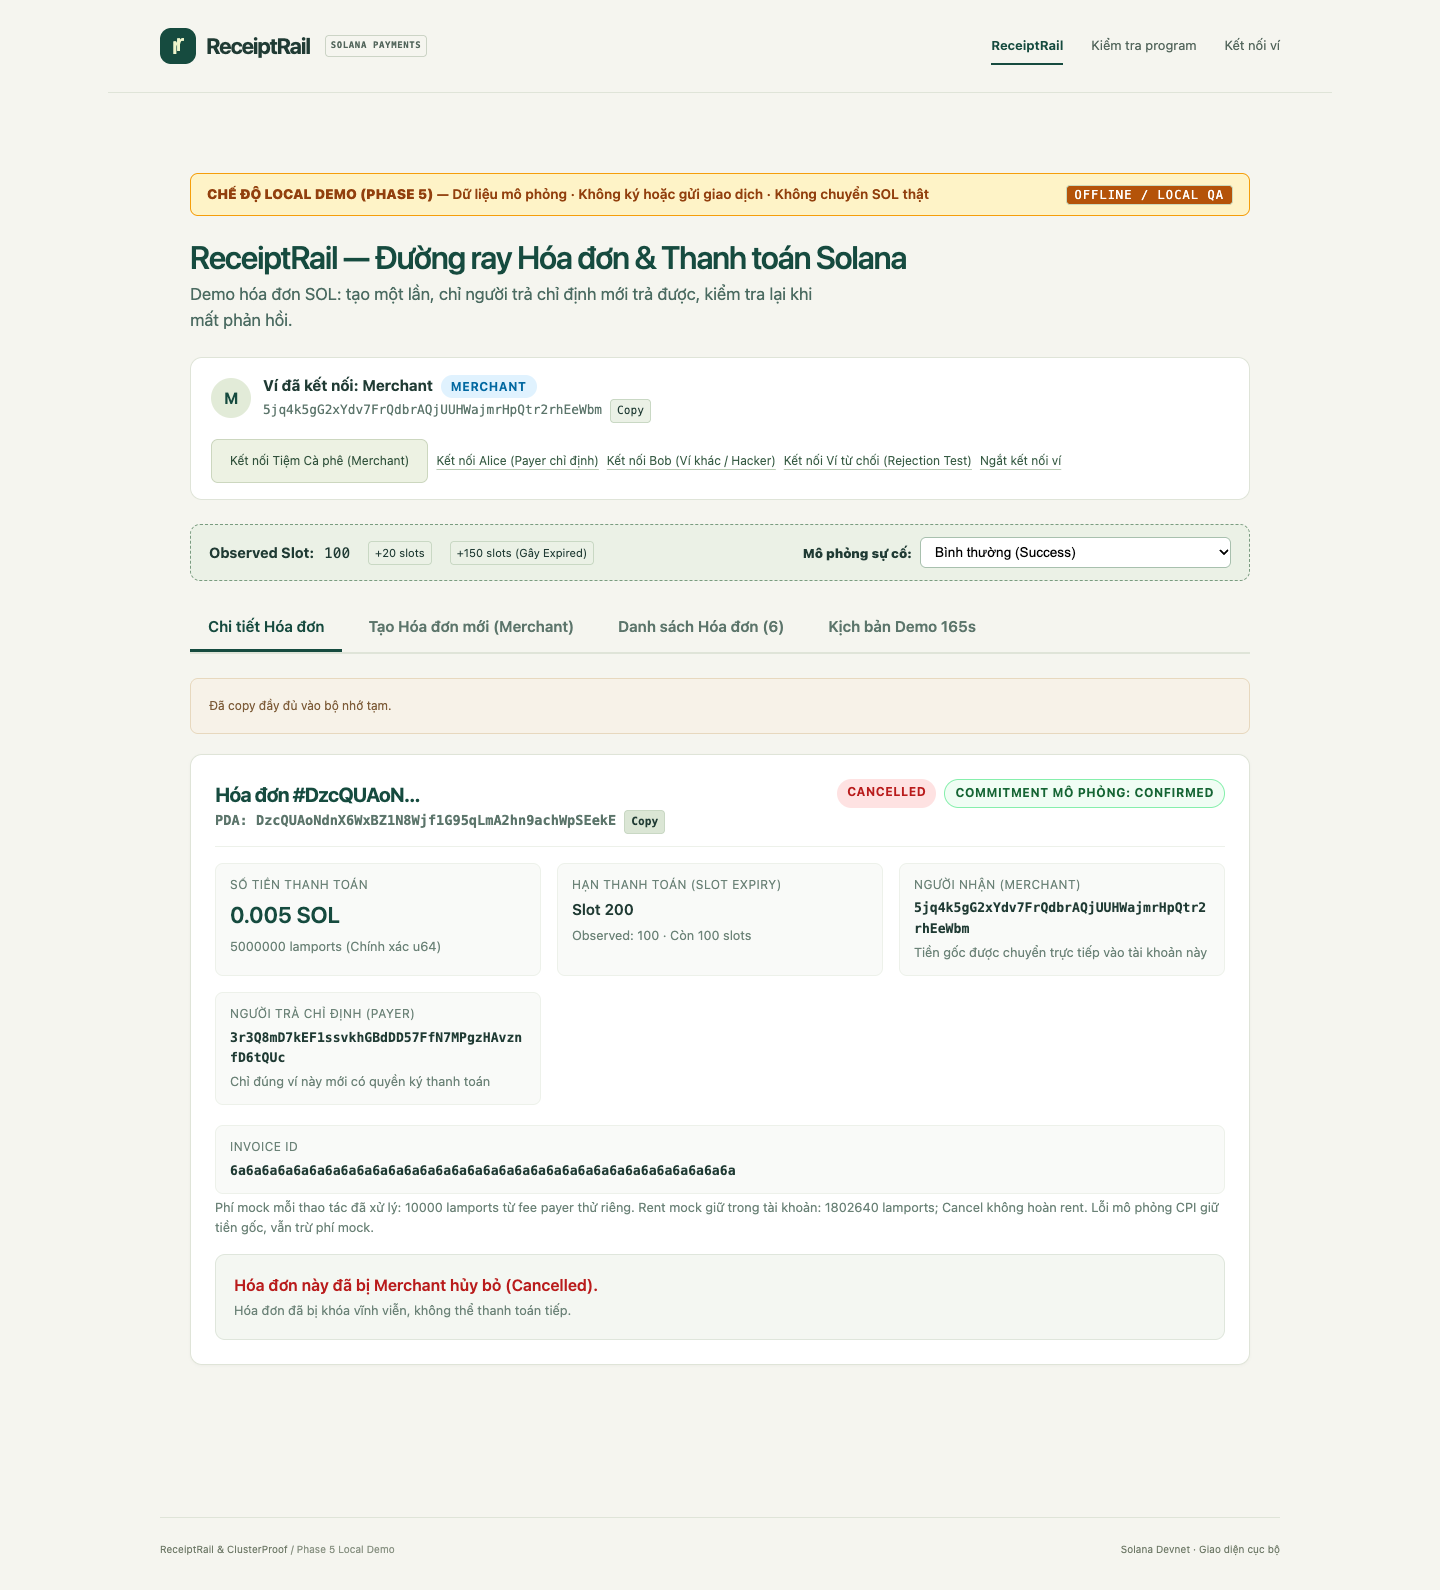 ReceiptRail
SOLANA PAYMENTS
ReceiptRail
Kiểm tra program
Kết nối ví
CHẾ ĐỘ LOCAL DEMO (PHASE 5) — Dữ liệu mô phỏng · Không ký hoặc gửi giao dịch · Không chuyển SOL thật
OFFLINE / LOCAL QA
ReceiptRail — Đường ray Hóa đơn & Thanh toán Solana
Demo hóa đơn SOL: tạo một lần, chỉ người trả chỉ định mới trả được, kiểm tra lại khi
mất phản hồi.
M
Ví đã kết nối: Merchant
MERCHANT
5jq4k5gG2xYdv7FrQdbrAQjUUHWajmrHpQtr2rhEeWbm
Copy
Kết nối Tiệm Cà phê (Merchant)
Kết nối Alice (Payer chỉ định)
Kết nối Bob (Ví khác / Hacker)
Kết nối Ví từ chối (Rejection Test)
Ngắt kết nối ví
Observed Slot: 100
+20 slots
+150 slots (Gây Expired)
Mô phỏng sự cố:
Bình thường (Success)
Chi tiết Hóa đơn
Tạo Hóa đơn mới (Merchant)
Danh sách Hóa đơn (6)
Kịch bản Demo 165s
Đã copy đầy đủ vào bộ nhớ tạm.
Hóa đơn #DzcQUAoN...
CANCELLED
COMMITMENT MÔ PHỎNG: CONFIRMED
PDA: DzcQUAoNdnX6WxBZ1N8Wjf1G95qLmA2hn9achWpSEekE
Copy
SỐ TIỀN THANH TOÁN
0.005 SOL
5000000 lamports (Chính xác u64)
HẠN THANH TOÁN (SLOT EXPIRY)
Slot 200
Observed: 100 · Còn 100 slots
NGƯỜI NHẬN (MERCHANT)
5jq4k5gG2xYdv7FrQdbrAQjUUHWajmrHpQtr2
rhEeWbm
Tiền gốc được chuyển trực tiếp vào tài khoản này
NGƯỜI TRẢ CHỈ ĐỊNH (PAYER)
3r3Q8mD7kEF1ssvkhGBdDD57FfN7MPgzHAvzn
fD6tQUc
Chỉ đúng ví này mới có quyền ký thanh toán
INVOICE ID
6a6a6a6a6a6a6a6a6a6a6a6a6a6a6a6a6a6a6a6a6a6a6a6a6a6a6a6a6a6a6a6a
Phí mock mỗi thao tác đã xử lý: 10000 lamports từ fee payer thử riêng. Rent mock giữ trong tài khoản: 1802640 lamports; Cancel không hoàn rent. Lỗi mô phỏng CPI giữ
tiền gốc, vẫn trừ phí mock.
Hóa đơn này đã bị Merchant hủy bỏ (Cancelled).
Hóa đơn đã bị khóa vĩnh viễn, không thể thanh toán tiếp.
ReceiptRail & ClusterProof / Phase 5 Local Demo
Solana Devnet · Giao diện cục bộ